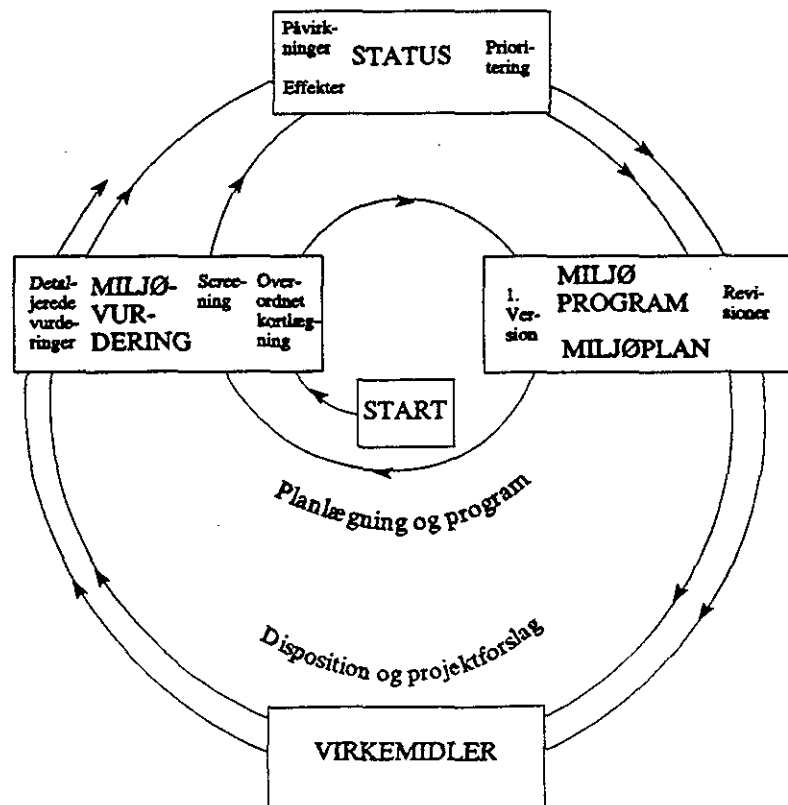 Påvirk-
ninger
Effekter
STATUS
Priori-
tering
Detal-
jerede
vurde-
ringer
MILJØ-
VUR-
DERING
Scree-
ning
Over-
ordnet
kortlæg-
ning
1.
Ver-
sion
MILJØ
PROGRAM
MILJØPLAN
Revi-
sioner
START
Planlægning og program
Disposition og projektforslag
VIRKEMIDLER